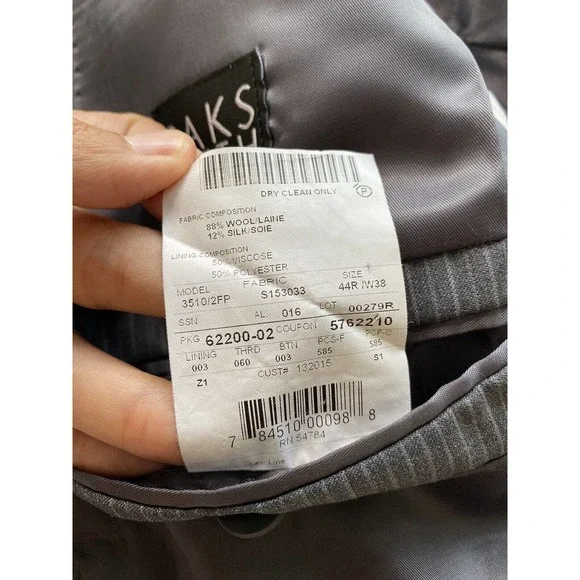 AKS
DRY CLEAN ONLY P
FABRIC COMPOSITION
88% WOOL/LAINE
12% SILK/SOIE
LINING COMPOSITION
50% VISCOSE
50% POLYESTER
MODEL FABRIC SIZE
3510/2FP S153033 44R /W38
SSN AL 016 LOT 00279R
PKG 62200-02 COUPON 5762210
LINING THRD BTN PCS-F PCP-C
003 060 003 585 585
Z1 CUST# 132015 S1
7 84510 00098 8
RN 54784
Sew Line